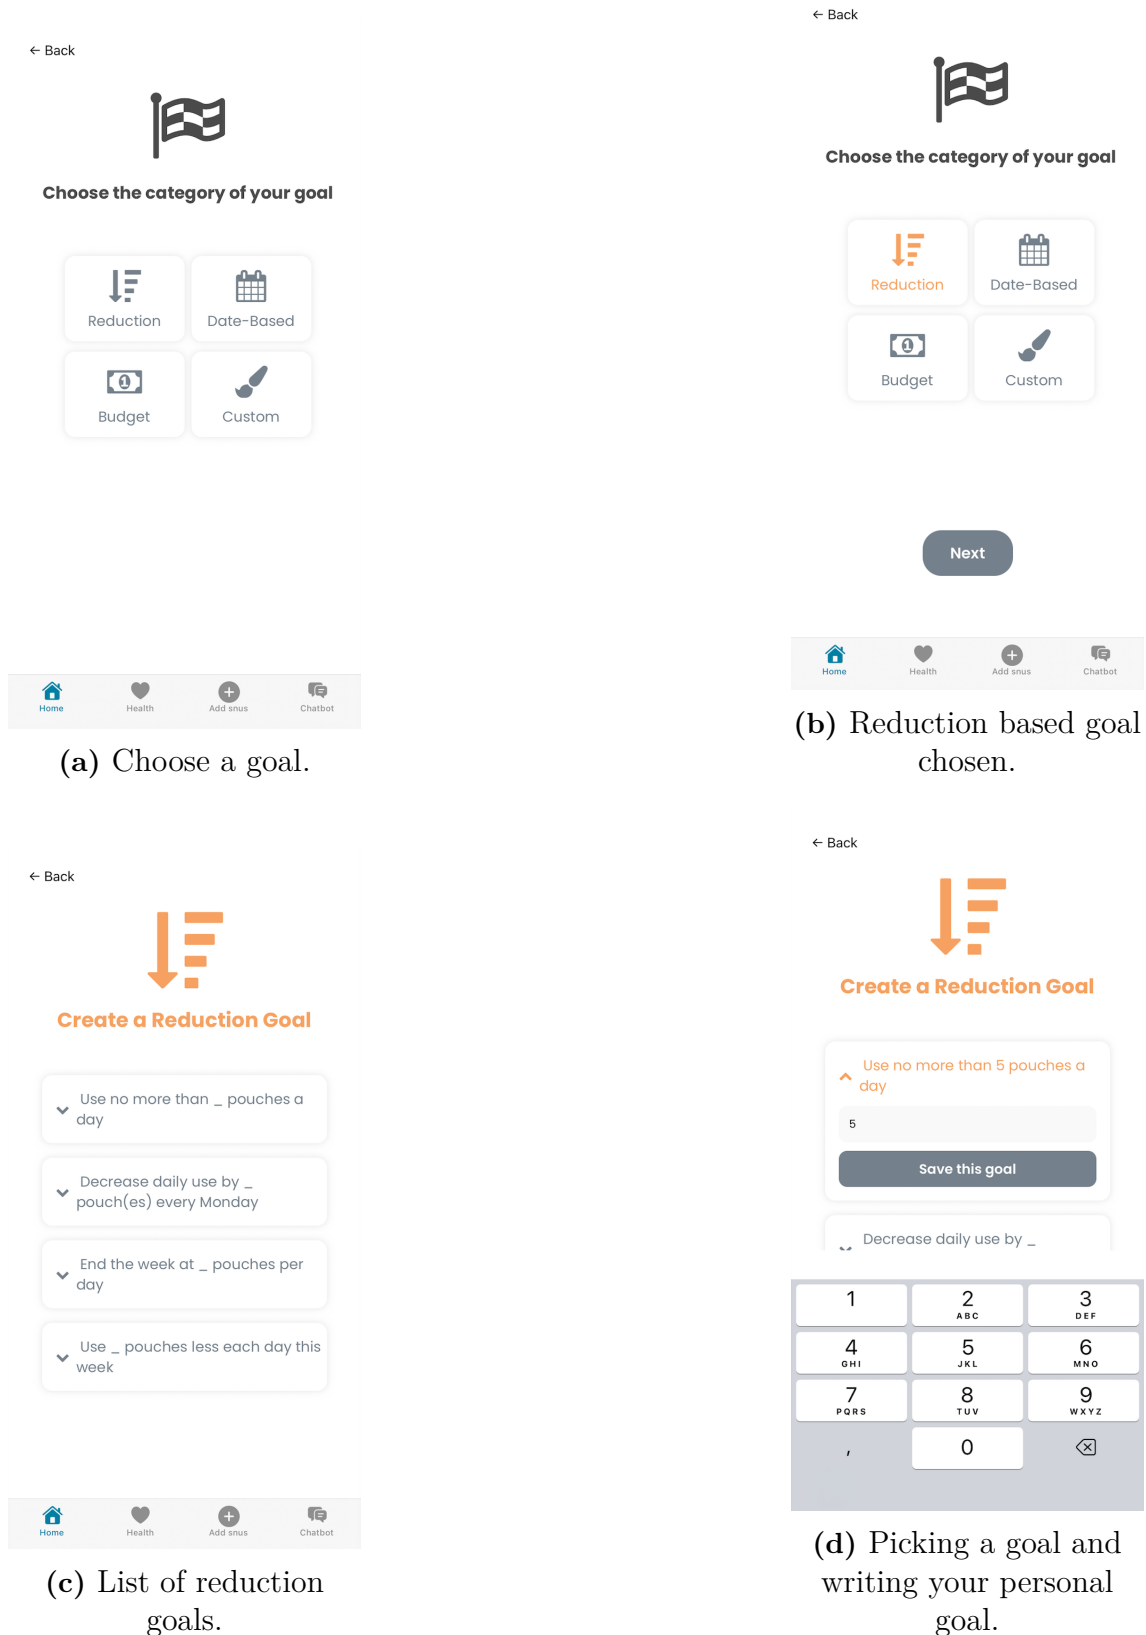 ← Back
Choose the category of your goal
Reduction
Date-Based
Budget
1
Custom
Home
Health
Add snus
Chatbot
(a) Choose a goal.
← Back
Choose the category of your goal
Reduction
Date-Based
Budget
1
Custom
Next
Home
Health
Add snus
Chatbot
(b) Reduction based goal
chosen.
← Back
Create a Reduction Goal
Use no more than _ pouches a
day
Decrease daily use by _
pouch(es) every Monday
End the week at _ pouches per
day
Use _ pouches less each day this
week
Home
Health
Add snus
Chatbot
(c) List of reduction
goals.
← Back
Create a Reduction Goal
Use no more than 5 pouches a
day
5
Save this goal
Decrease daily use by _
1
2
ABC
3
DEF
4
GHI
5
JKL
6
MNO
7
PQRS
8
TUV
9
WXYZ
,
0
(d) Picking a goal and
writing your personal
goal.